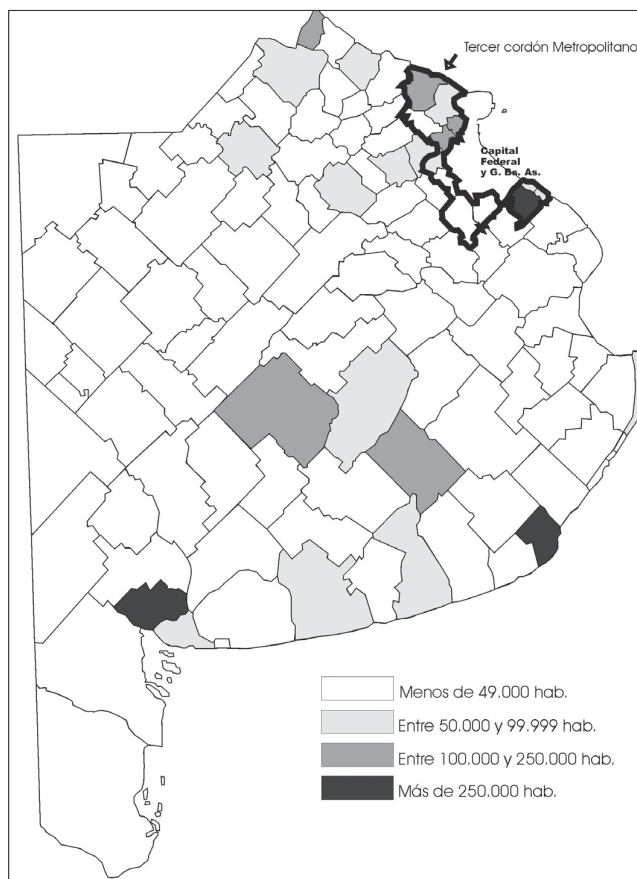 Tercer cordón Metropolitano
Capital
Federal
y G. Bs. As.
Menos de 49.000 hab.
Entre 50.000 y 99.999 hab.
Entre 100.000 y 250.000 hab.
Más de 250.000 hab.